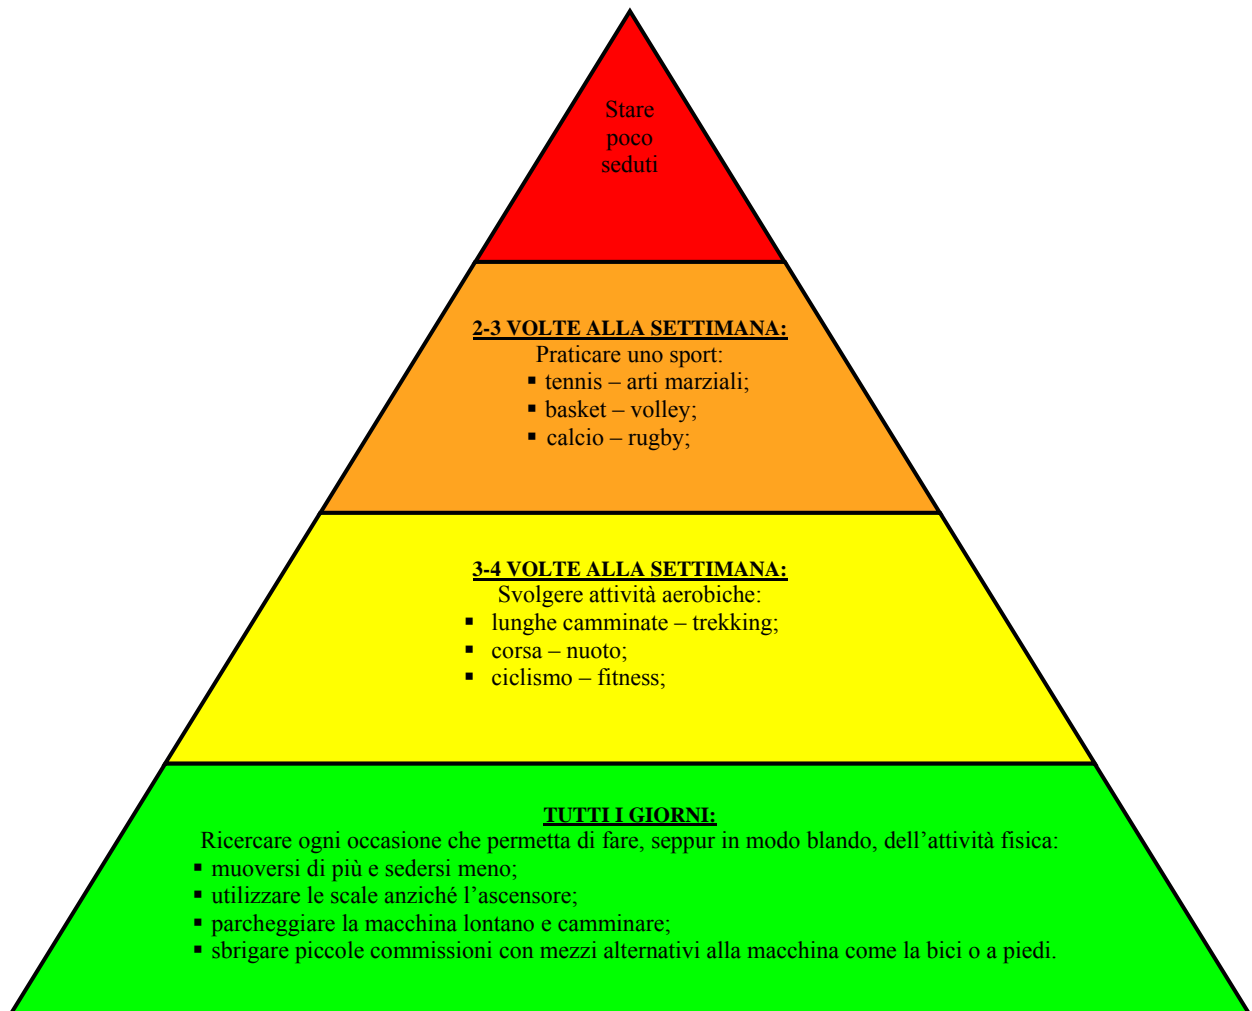 Stare
poco
seduti
2-3 VOLTE ALLA SETTIMANA:
Praticare uno sport:
▪ tennis – arti marziali;
▪ basket – volley;
▪ calcio – rugby;
3-4 VOLTE ALLA SETTIMANA:
Svolgere attività aerobiche:
▪ lunghe camminate – trekking;
▪ corsa – nuoto;
▪ ciclismo – fitness;
TUTTI I GIORNI:
Ricercare ogni occasione che permetta di fare, seppur in modo blando, dell’attività fisica:
▪ muoversi di più e sedersi meno;
▪ utilizzare le scale anziché l’ascensore;
▪ parcheggiare la macchina lontano e camminare;
▪ sbrigare piccole commissioni con mezzi alternativi alla macchina come la bici o a piedi.